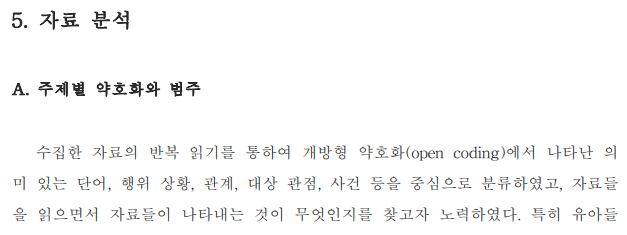 5. 자료 분석
A. 주제별 약호화와 범주
수집한 자료의 반복 읽기를 통하여 개방형 약호화(open coding)에서 나타난 의
미 있는 단어, 행위 상황, 관계, 대상 관점, 사건 등을 중심으로 분류하였고, 자료들
을 읽으면서 자료들이 나타내는 것이 무엇인지를 찾고자 노력하였다. 특히 유아들